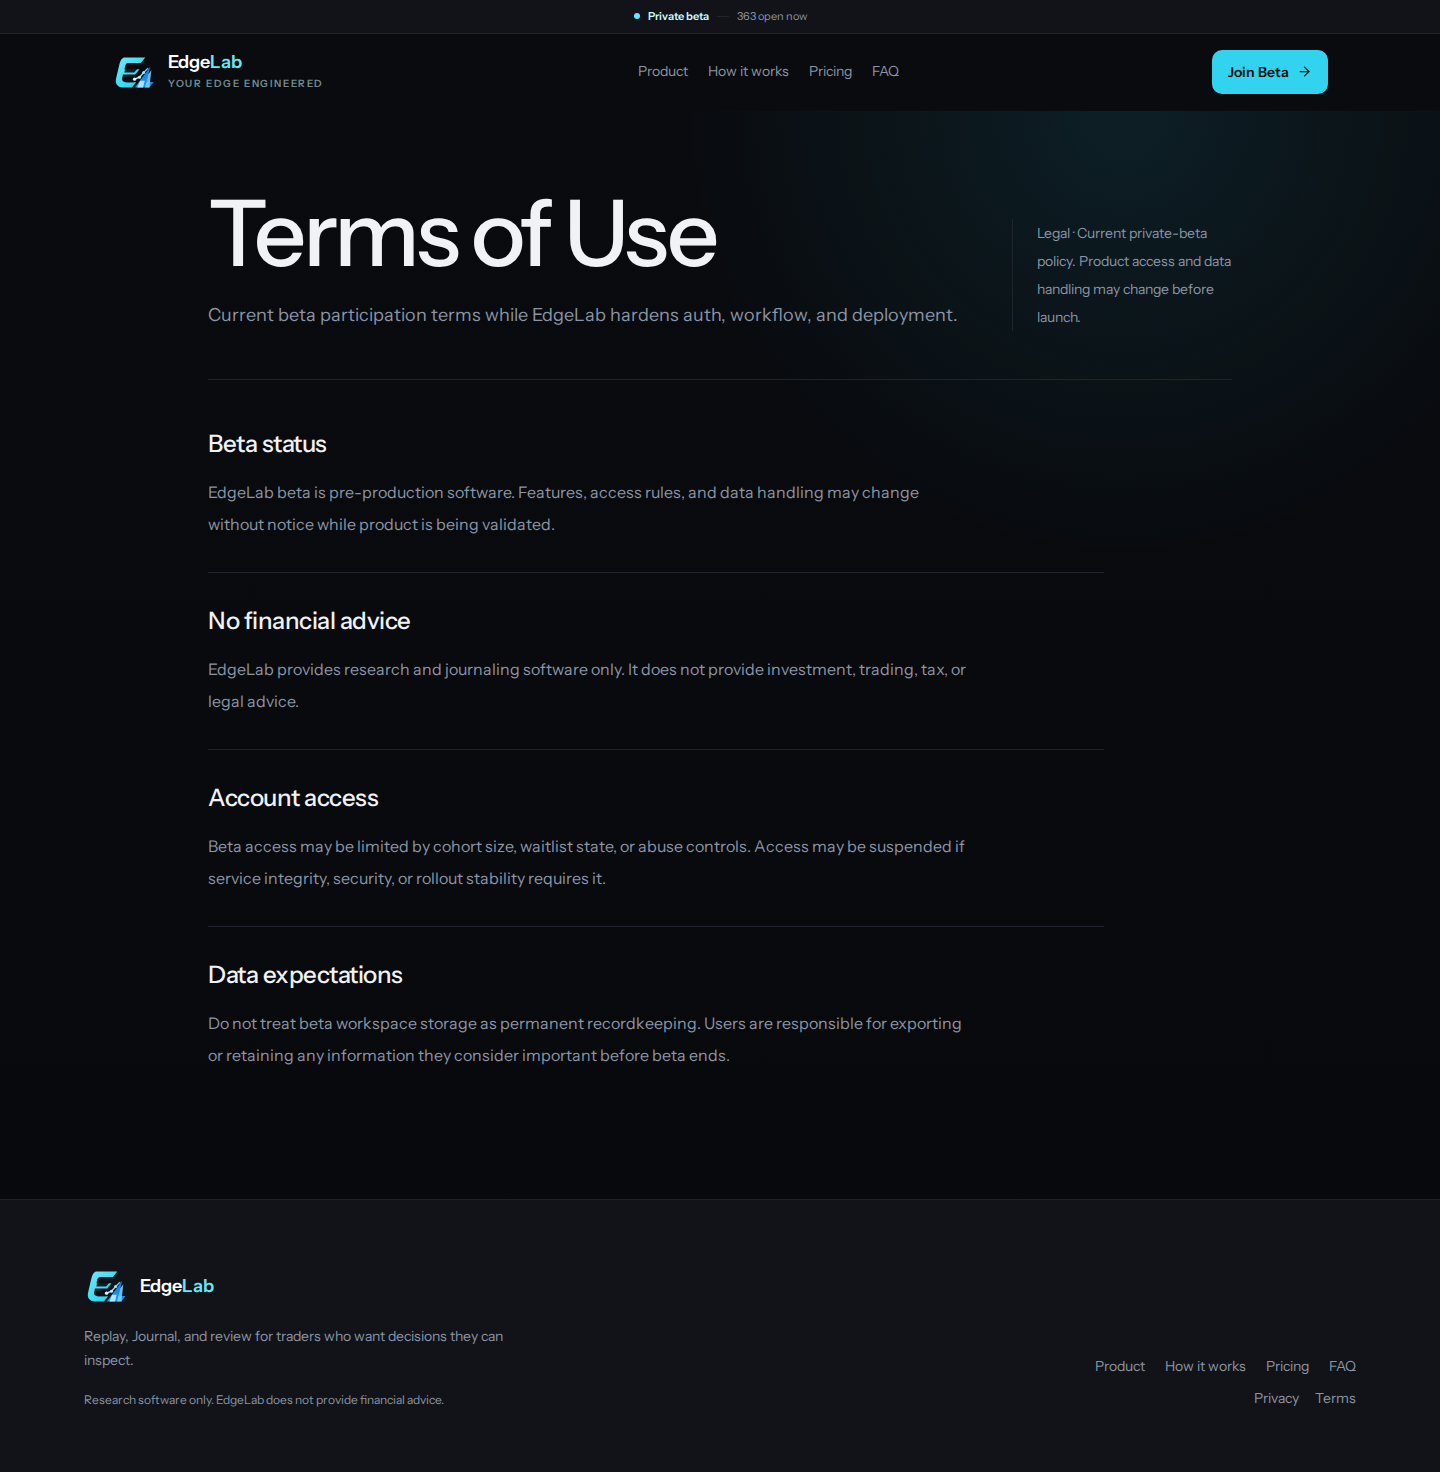 Private beta — 363 open now
EdgeLab
YOUR EDGE ENGINEERED
Product How it works Pricing FAQ
Join Beta →
Terms of Use
Current beta participation terms while EdgeLab hardens auth, workflow, and deployment.
Legal · Current private-beta
policy. Product access and data
handling may change before
launch.
Beta status
EdgeLab beta is pre-production software. Features, access rules, and data handling may change
without notice while product is being validated.
No financial advice
EdgeLab provides research and journaling software only. It does not provide investment, trading, tax, or
legal advice.
Account access
Beta access may be limited by cohort size, waitlist state, or abuse controls. Access may be suspended if
service integrity, security, or rollout stability requires it.
Data expectations
Do not treat beta workspace storage as permanent recordkeeping. Users are responsible for exporting
or retaining any information they consider important before beta ends.
EdgeLab
Replay, Journal, and review for traders who want decisions they can
inspect.
Research software only. EdgeLab does not provide financial advice.
Product How it works Pricing FAQ
Privacy Terms